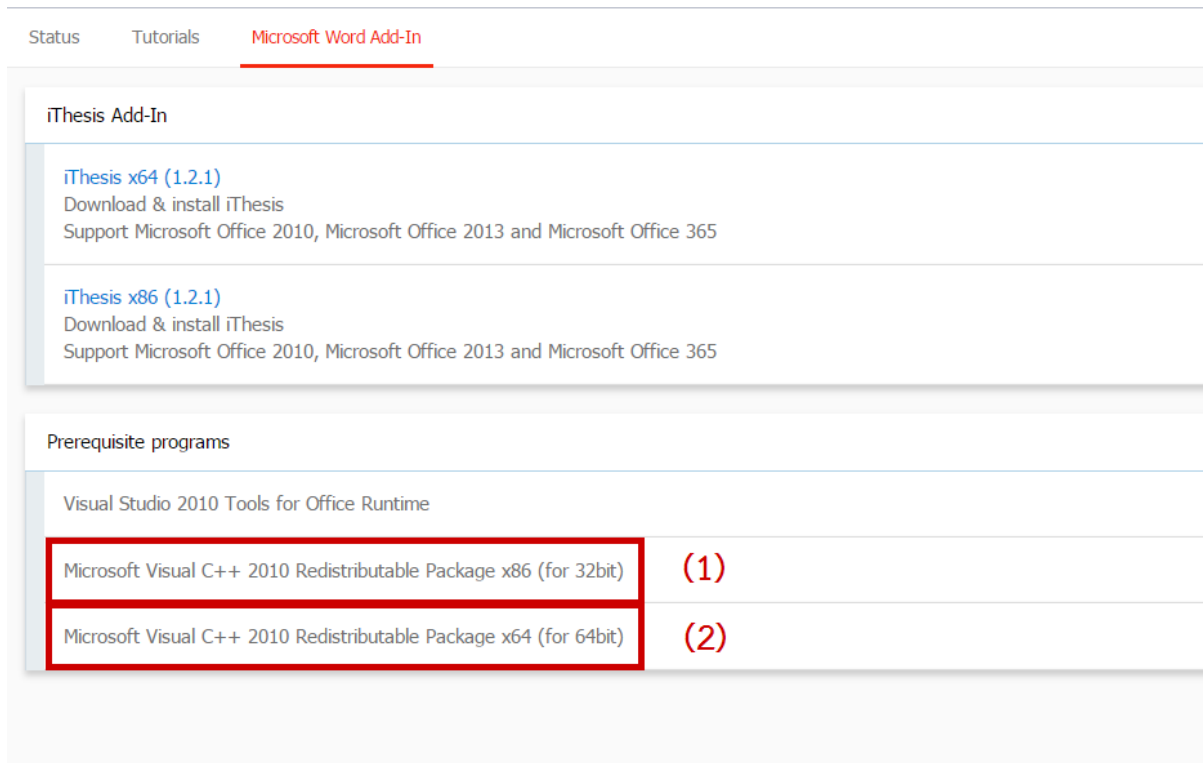 Status Tutorials Microsoft Word Add-In
iThesis Add-In
iThesis x64 (1.2.1)
Download & install iThesis
Support Microsoft Office 2010, Microsoft Office 2013 and Microsoft Office 365
iThesis x86 (1.2.1)
Download & install iThesis
Support Microsoft Office 2010, Microsoft Office 2013 and Microsoft Office 365
Prerequisite programs
Visual Studio 2010 Tools for Office Runtime
Microsoft Visual C++ 2010 Redistributable Package x86 (for 32bit) (1)
Microsoft Visual C++ 2010 Redistributable Package x64 (for 64bit) (2)